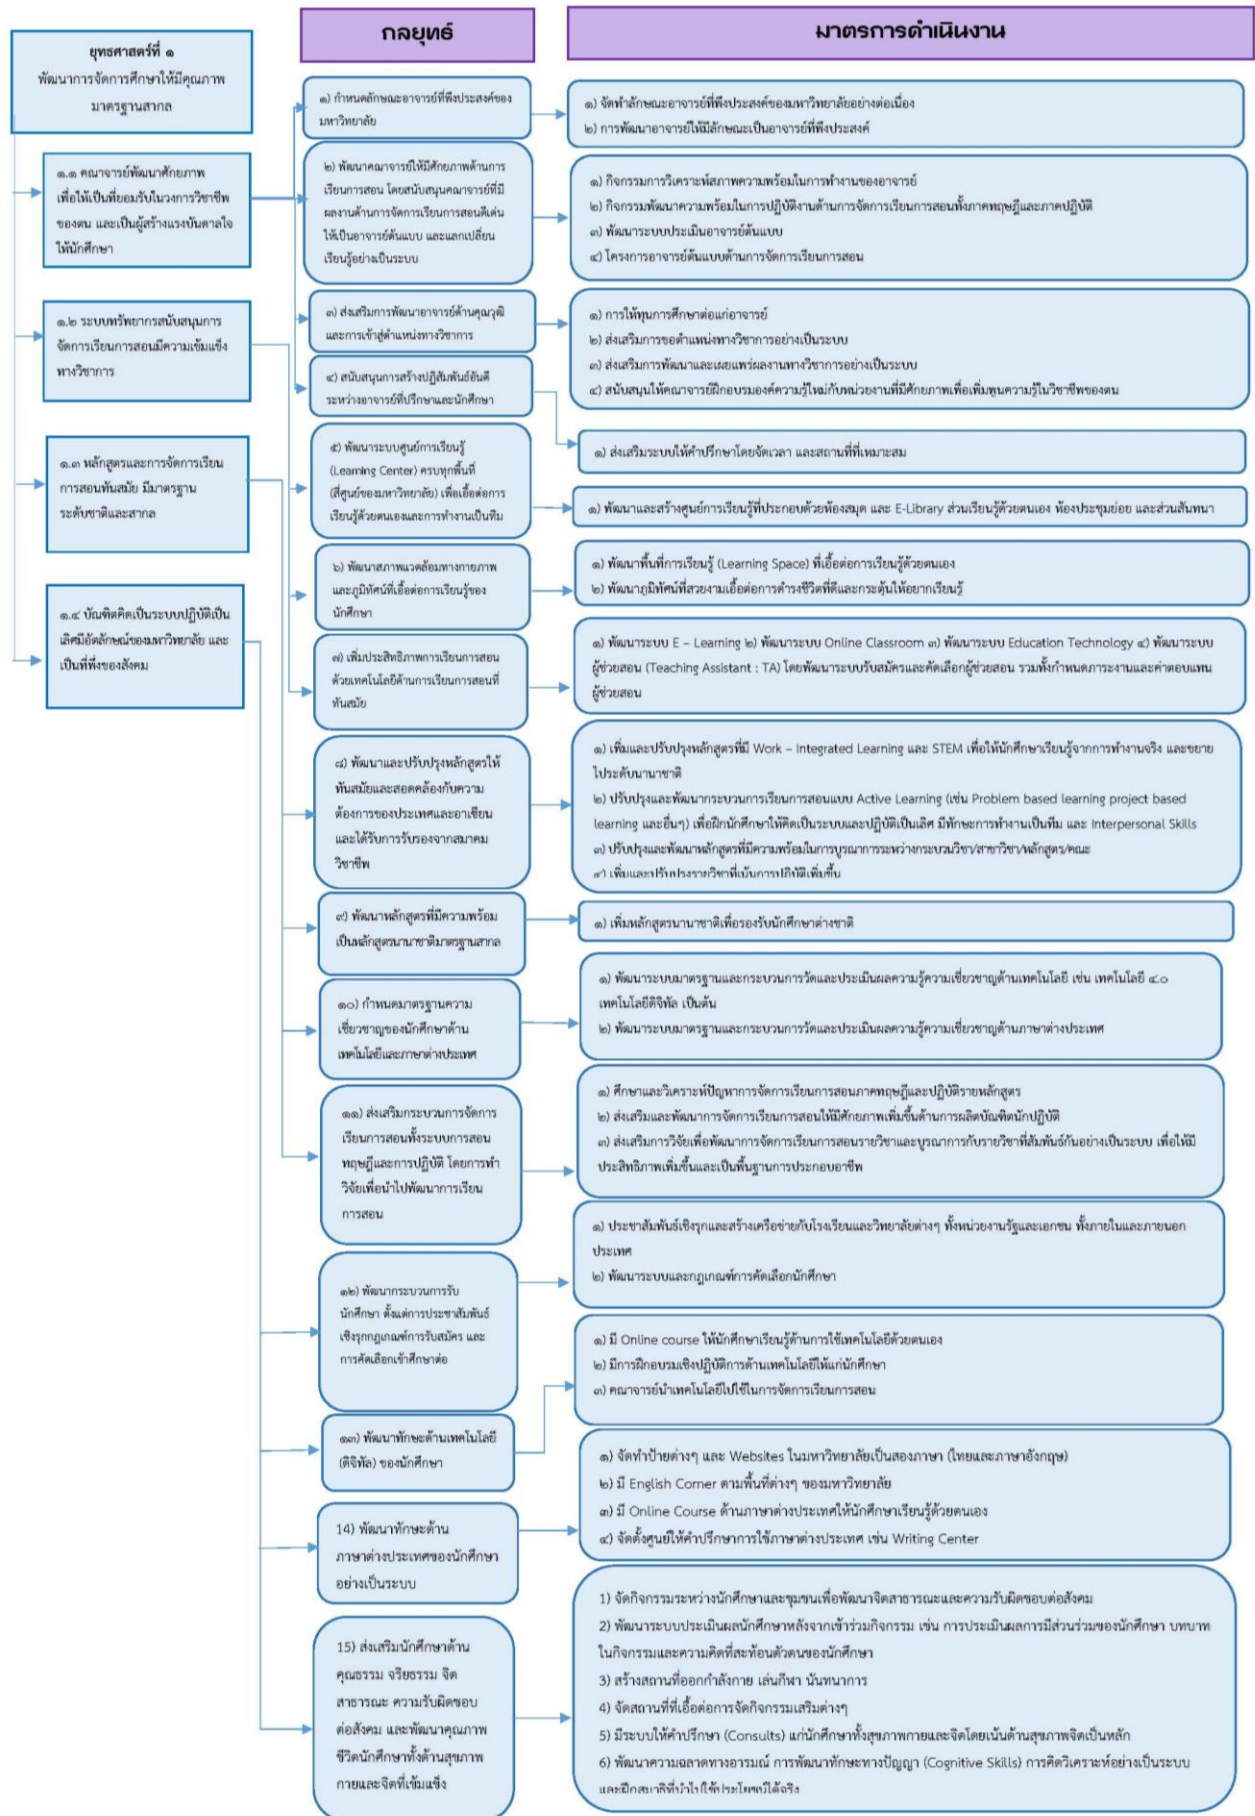 กลยุทธ์
มาตรการดำเนินงาน
ยุทธศาสตร์ที่ ๑
พัฒนาการจัดการศึกษาให้มีคุณภาพ
มาตรฐานสากล
๑.๑ คณาจารย์พัฒนาศักยภาพ
เพื่อให้เป็นที่ยอมรับในวงการวิชาชีพ
ของตน และเป็นผู้สร้างแรงบันดาลใจ
ให้นักศึกษา
๑.๒ ระบบทรัพยากรสนับสนุนการ
จัดการเรียนการสอนมีความเข้มแข็ง
ทางวิชาการ
๑.๓ หลักสูตรและการจัดการเรียน
การสอนทันสมัย มีมาตรฐาน
ระดับชาติและสากล
๑.๔ บัณฑิตคิดเป็นระบบปฏิบัติเป็น
เลิศมีอัตลักษณ์ของมหาวิทยาลัย และ
เป็นที่พึ่งของสังคม
๑) กำหนดลักษณะอาจารย์ที่พึงประสงค์ของ
มหาวิทยาลัย
๑) จัดทำลักษณะอาจารย์ที่พึงประสงค์ของมหาวิทยาลัยอย่างต่อเนื่อง
๒) การพัฒนาอาจารย์ให้มีลักษณะเป็นอาจารย์ที่พึงประสงค์
๒) พัฒนาคณาจารย์ให้มีศักยภาพด้านการ
เรียนการสอน โดยสนับสนุนคณาจารย์ที่มี
ผลงานด้านการจัดการเรียนการสอนดีเด่น
ให้เป็นอาจารย์ต้นแบบ และแลกเปลี่ยน
เรียนรู้อย่างเป็นระบบ
๑) กิจกรรมการวิเคราะห์สภาพความพร้อมในการทำงานของอาจารย์
๒) กิจกรรมพัฒนาความพร้อมในการปฏิบัติงานด้านการจัดการเรียนการสอนทั้งภาคทฤษฎีและภาคปฏิบัติ
๓) พัฒนาระบบประเมินอาจารย์ต้นแบบ
๔) โครงการอาจารย์ต้นแบบด้านการจัดการเรียนการสอน
๓) ส่งเสริมการพัฒนาอาจารย์ด้านคุณวุฒิ
และการเข้าสู่ตำแหน่งทางวิชาการ
๑) การให้ทุนการศึกษาต่อแก่อาจารย์
๒) ส่งเสริมการขอตำแหน่งทางวิชาการอย่างเป็นระบบ
๓) ส่งเสริมการพัฒนาและเผยแพร่ผลงานทางวิชาการอย่างเป็นระบบ
๔) สนับสนุนให้คณาจารย์ฝึกอบรมองค์ความรู้ใหม่กับหน่วยงานที่มีศักยภาพเพื่อเพิ่มพูนความรู้ในวิชาชีพของตน
๔) สนับสนุนการสร้างปฏิสัมพันธ์อันดี
ระหว่างอาจารย์ที่ปรึกษาและนักศึกษา
๑) ส่งเสริมระบบให้คำปรึกษาโดยจัดเวลา และสถานที่ที่เหมาะสม
๕) พัฒนาระบบศูนย์การเรียนรู้
(Learning Center) ครบทุกพื้นที่
(สี่ศูนย์ของมหาวิทยาลัย) เพื่อเอื้อต่อการ
เรียนรู้ด้วยตนเองและการทำงานเป็นทีม
๑) พัฒนาและสร้างศูนย์การเรียนรู้ที่ประกอบด้วยห้องสมุด และ E-Library ส่วนเรียนรู้ด้วยตนเอง ห้องประชุมย่อย และส่วนสันทนา
๖) พัฒนาสภาพแวดล้อมทางกายภาพ
และภูมิทัศน์ที่เอื้อต่อการเรียนรู้ของ
นักศึกษา
๑) พัฒนาพื้นที่การเรียนรู้ (Learning Space) ที่เอื้อต่อการเรียนรู้ด้วยตนเอง
๒) พัฒนาภูมิทัศน์ที่สวยงามเอื้อต่อการดำรงชีวิตที่ดีและกระตุ้นให้อยากเรียนรู้
๗) เพิ่มประสิทธิภาพการเรียนการสอน
ด้วยเทคโนโลยีด้านการเรียนการสอนที่
ทันสมัย
๑) พัฒนาระบบ E – Learning ๒) พัฒนาระบบ Online Classroom ๓) พัฒนาระบบ Education Technology ๔) พัฒนาระบบ
ผู้ช่วยสอน (Teaching Assistant : TA) โดยพัฒนาระบบรับสมัครและคัดเลือกผู้ช่วยสอน รวมทั้งกำหนดภาระงานและค่าตอบแทน
ผู้ช่วยสอน
๘) พัฒนาและปรับปรุงหลักสูตรให้
ทันสมัยและสอดคล้องกับความ
ต้องการของประเทศและอาเซียน
และได้รับการรับรองจากสมาคม
วิชาชีพ
๑) เพิ่มและปรับปรุงหลักสูตรที่มี Work – Integrated Learning และ STEM เพื่อให้นักศึกษาเรียนรู้จากการทำงานจริง และขยาย
ไประดับนานาชาติ
๒) ปรับปรุงและพัฒนากระบวนการเรียนการสอนแบบ Active Learning (เช่น Problem based learning project based
learning และอื่นๆ) เพื่อฝึกนักศึกษาให้คิดเป็นระบบและปฏิบัติเป็นเลิศ มีทักษะการทำงานเป็นทีม และ Interpersonal Skills
๓) ปรับปรุงและพัฒนาหลักสูตรที่มีความพร้อมในการบูรณาการระหว่างกระบวนวิชา/สาขาวิชา/หลักสูตร/คณะ
๔) เพิ่มและปรับปรุงรายวิชาที่เน้นการปฏิบัติเพิ่มขึ้น
๙) พัฒนาหลักสูตรที่มีความพร้อม
เป็นหลักสูตรนานาชาติมาตรฐานสากล
๑) เพิ่มหลักสูตรนานาชาติเพื่อรองรับนักศึกษาต่างชาติ
๑๐) กำหนดมาตรฐานความ
เชี่ยวชาญของนักศึกษาด้าน
เทคโนโลยีและภาษาต่างประเทศ
๑) พัฒนาระบบมาตรฐานและกระบวนการวัดและประเมินผลความรู้ความเชี่ยวชาญด้านเทคโนโลยี เช่น เทคโนโลยี ๔.๐
เทคโนโลยีดิจิทัล เป็นต้น
๒) พัฒนาระบบมาตรฐานและกระบวนการวัดและประเมินผลความรู้ความเชี่ยวชาญด้านภาษาต่างประเทศ
๑๑) ส่งเสริมกระบวนการจัดการ
เรียนการสอนทั้งระบบการสอน
ทฤษฎีและการปฏิบัติ โดยการทำ
วิจัยเพื่อนำไปพัฒนาการเรียน
การสอน
๑) ศึกษาและวิเคราะห์ปัญหาการจัดการเรียนการสอนภาคทฤษฎีและปฏิบัติรายหลักสูตร
๒) ส่งเสริมและพัฒนาการจัดการเรียนการสอนให้มีศักยภาพเพิ่มขึ้นด้านการผลิตบัณฑิตนักปฏิบัติ
๓) ส่งเสริมการวิจัยเพื่อพัฒนาการจัดการเรียนการสอนรายวิชาและบูรณาการกับรายวิชาที่สัมพันธ์กันอย่างเป็นระบบ เพื่อให้มี
ประสิทธิภาพเพิ่มขึ้นและเป็นพื้นฐานการประกอบอาชีพ
๑๒) พัฒนากระบวนการรับ
นักศึกษา ตั้งแต่การประชาสัมพันธ์
เชิงรุกกฎเกณฑ์การรับสมัคร และ
การคัดเลือกเข้าศึกษาต่อ
๑) ประชาสัมพันธ์เชิงรุกและสร้างเครือข่ายกับโรงเรียนและวิทยาลัยต่างๆ ทั้งหน่วยงานรัฐและเอกชน ทั้งภายในและภายนอก
ประเทศ
๒) พัฒนาระบบและกฎเกณฑ์การคัดเลือกนักศึกษา
๑๓) พัฒนาทักษะด้านเทคโนโลยี
(ดิจิทัล) ของนักศึกษา
๑) มี Online course ให้นักศึกษาเรียนรู้ด้านการใช้เทคโนโลยีด้วยตนเอง
๒) มีการฝึกอบรมเชิงปฏิบัติการด้านเทคโนโลยีให้แก่นักศึกษา
๓) คณาจารย์นำเทคโนโลยีไปใช้ในการจัดการเรียนการสอน
14) พัฒนาทักษะด้าน
ภาษาต่างประเทศของนักศึกษา
อย่างเป็นระบบ
๑) จัดทำป้ายต่างๆ และ Websites ในมหาวิทยาลัยเป็นสองภาษา (ไทยและภาษาอังกฤษ)
๒) มี English Corner ตามพื้นที่ต่างๆ ของมหาวิทยาลัย
๓) มี Online Course ด้านภาษาต่างประเทศให้นักศึกษาเรียนรู้ด้วยตนเอง
๔) จัดตั้งศูนย์ให้คำปรึกษาการใช้ภาษาต่างประเทศ เช่น Writing Center
15) ส่งเสริมนักศึกษาด้าน
คุณธรรม จริยธรรม จิต
สาธารณะ ความรับผิดชอบ
ต่อสังคม และพัฒนาคุณภาพ
ชีวิตนักศึกษาทั้งด้านสุขภาพ
กายและจิตที่เข้มแข็ง
1) จัดกิจกรรมระหว่างนักศึกษาและชุมชนเพื่อพัฒนาจิตสาธารณะและความรับผิดชอบต่อสังคม
2) พัฒนาระบบประเมินผลนักศึกษาหลังจากเข้าร่วมกิจกรรม เช่น การประเมินผลการมีส่วนร่วมของนักศึกษา บทบาท
ในกิจกรรมและความคิดที่สะท้อนตัวตนของนักศึกษา
3) สร้างสถานที่ออกกำลังกาย เล่นกีฬา นันทนาการ
4) จัดสถานที่ที่เอื้อต่อการจัดกิจกรรมเสริมต่างๆ
5) มีระบบให้คำปรึกษา (Consults) แก่นักศึกษาทั้งสุขภาพกายและจิตโดยเน้นด้านสุขภาพจิตเป็นหลัก
6) พัฒนาความฉลาดทางอารมณ์ การพัฒนาทักษะทางปัญญา (Cognitive Skills) การคิดวิเคราะห์อย่างเป็นระบบ
และฝึกสมาธิที่นำไปใช้ประโยชน์ได้จริง